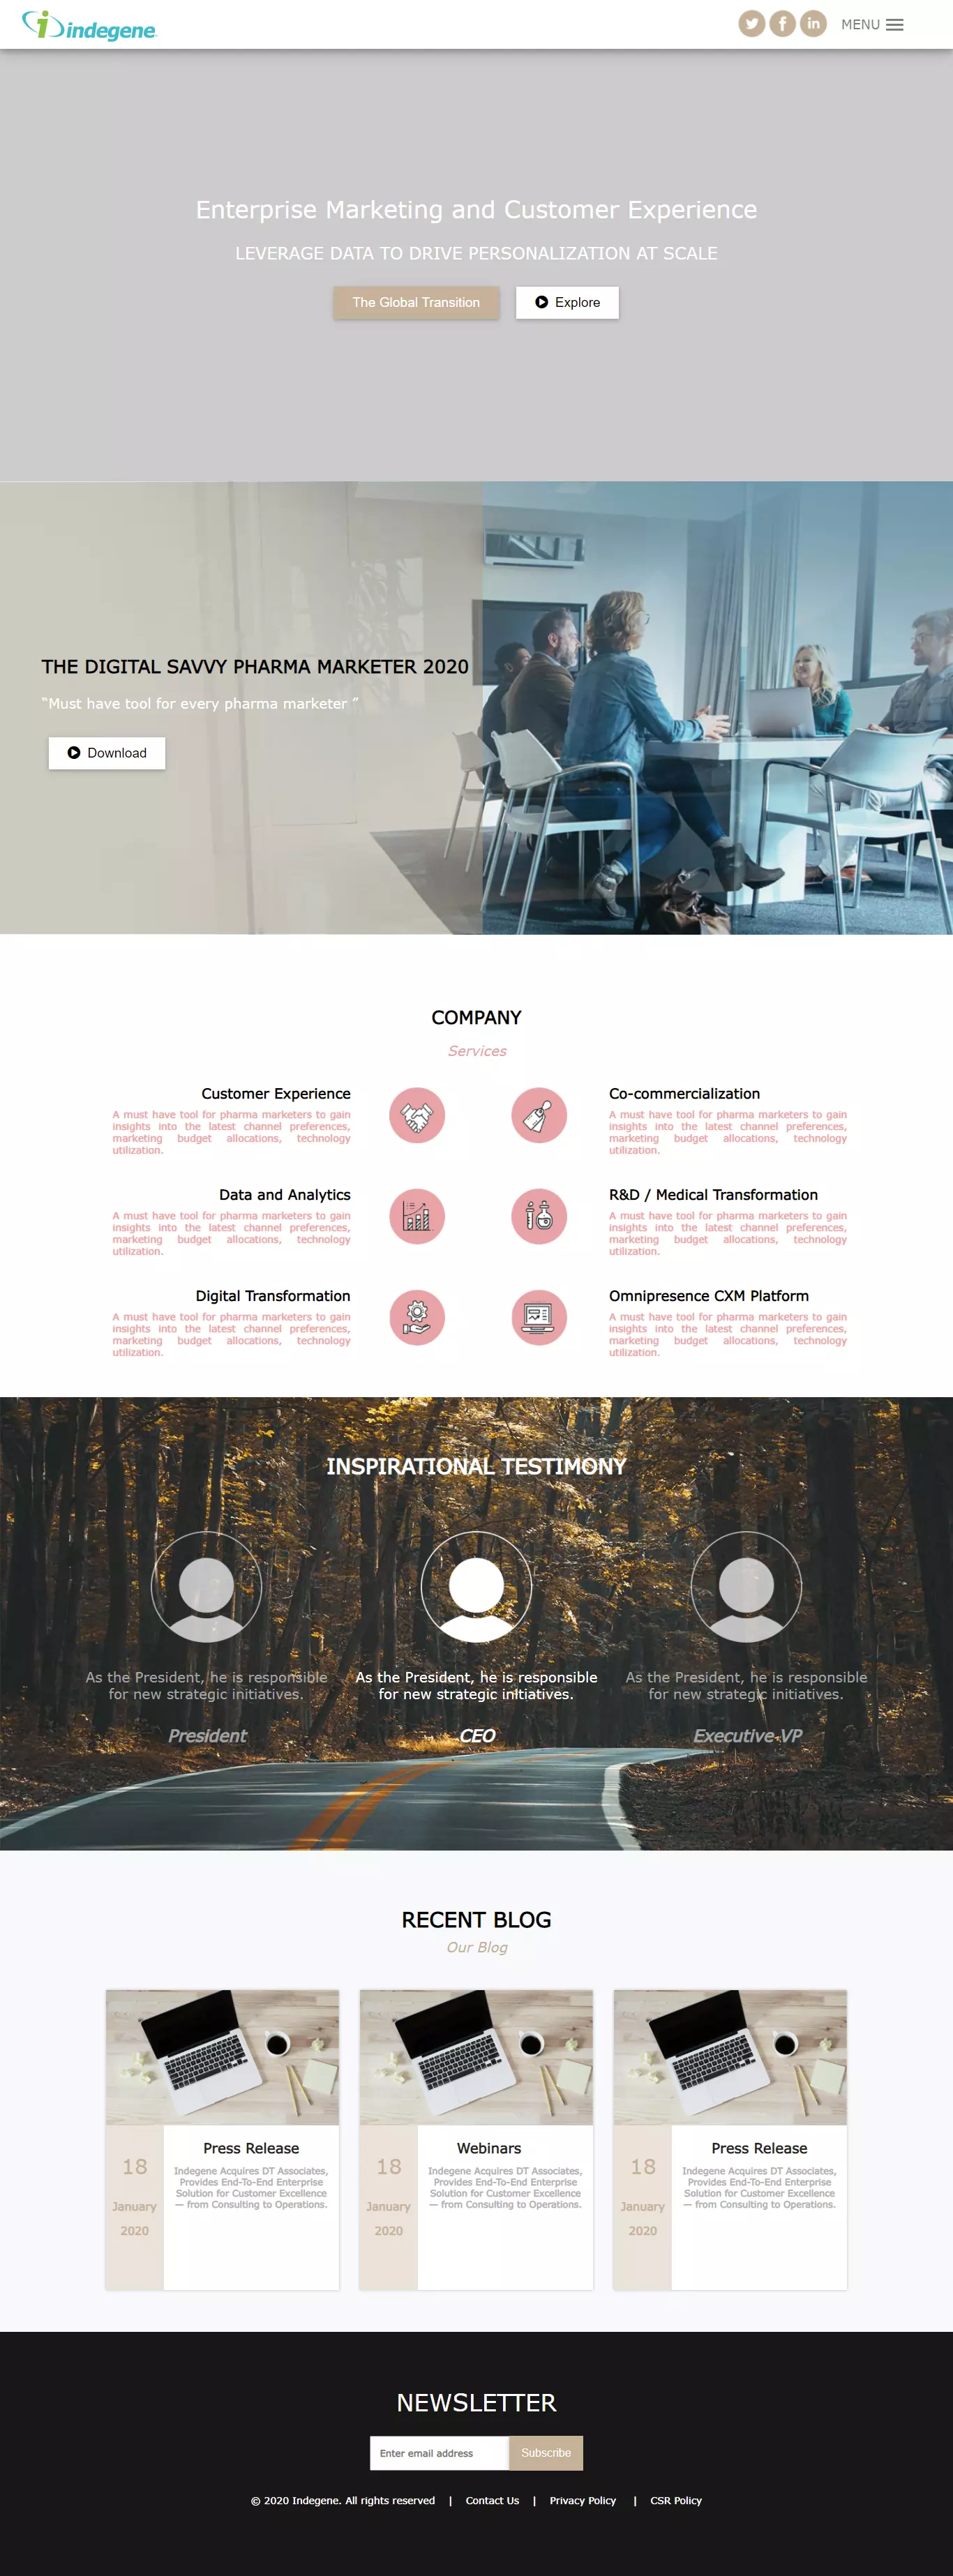 indegene
MENU
Enterprise Marketing and Customer Experience
LEVERAGE DATA TO DRIVE PERSONALIZATION AT SCALE
The Global Transition
Explore
THE DIGITAL SAVVY PHARMA MARKETER 2020
“Must have tool for every pharma marketer ”
Download
COMPANY
Services
Customer Experience
A must have tool for pharma marketers to gain
insights into the latest channel preferences,
marketing budget allocations, technology
utilization.
Co-commercialization
A must have tool for pharma marketers to gain
insights into the latest channel preferences,
marketing budget allocations, technology
utilization.
Data and Analytics
A must have tool for pharma marketers to gain
insights into the latest channel preferences,
marketing budget allocations, technology
utilization.
R&D / Medical Transformation
A must have tool for pharma marketers to gain
insights into the latest channel preferences,
marketing budget allocations, technology
utilization.
Digital Transformation
A must have tool for pharma marketers to gain
insights into the latest channel preferences,
marketing budget allocations, technology
utilization.
Omnipresence CXM Platform
A must have tool for pharma marketers to gain
insights into the latest channel preferences,
marketing budget allocations, technology
utilization.
INSPIRATIONAL TESTIMONY
As the President, he is responsible
for new strategic initiatives.
President
As the President, he is responsible
for new strategic initiatives.
CEO
As the President, he is responsible
for new strategic initiatives.
Executive VP
RECENT BLOG
Our Blog
18
January
2020
Press Release
Indegene Acquires DT Associates,
Provides End-To-End Enterprise
Solution for Customer Excellence
— from Consulting to Operations.
18
January
2020
Webinars
Indegene Acquires DT Associates,
Provides End-To-End Enterprise
Solution for Customer Excellence
— from Consulting to Operations.
18
January
2020
Press Release
Indegene Acquires DT Associates,
Provides End-To-End Enterprise
Solution for Customer Excellence
— from Consulting to Operations.
NEWSLETTER
Enter email address
Subscribe
© 2020 Indegene. All rights reserved | Contact Us | Privacy Policy | CSR Policy